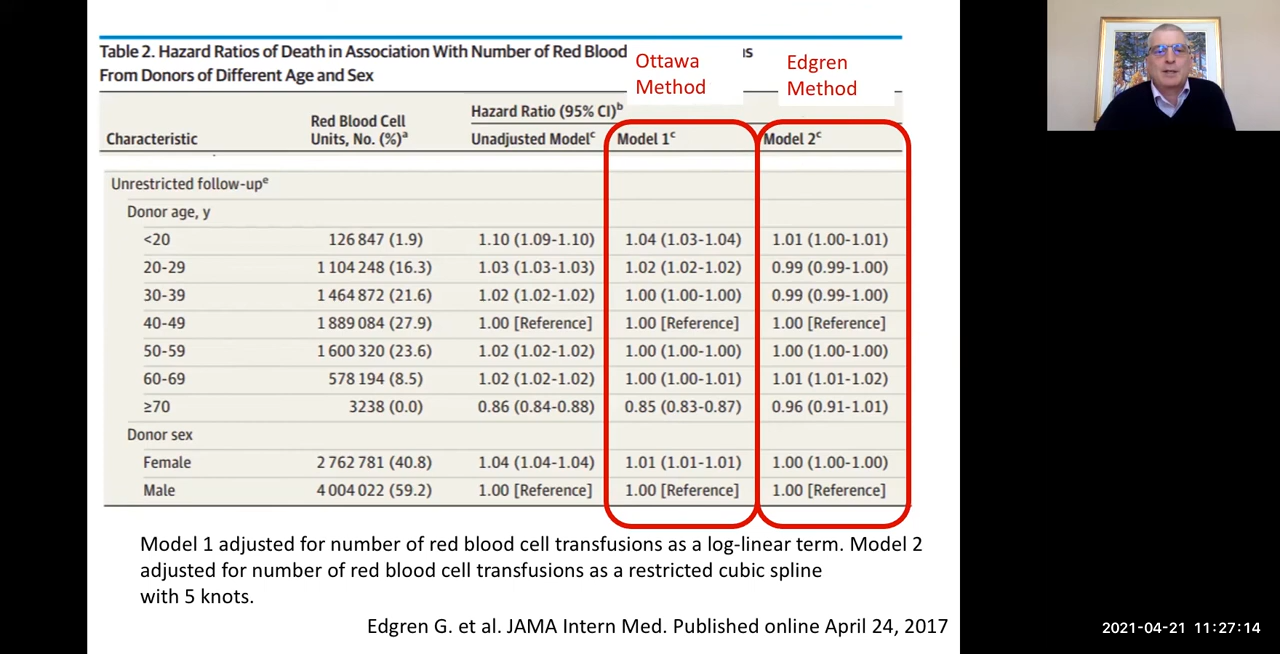 Table 2. Hazard Ratios of Death in Association With Number of Red Blood
From Donors of Different Age and Sex
Ottawa Method
Edgren Method
Hazard Ratio (95% CI)b
Characteristic Red Blood Cell Units, No. (%)a Unadjusted Modelc Model 1c Model 2c
Unrestricted follow-upe
Donor age, y
<20 126 847 (1.9) 1.10 (1.09-1.10) 1.04 (1.03-1.04) 1.01 (1.00-1.01)
20-29 1 104 248 (16.3) 1.03 (1.03-1.03) 1.02 (1.02-1.02) 0.99 (0.99-1.00)
30-39 1 464 872 (21.6) 1.02 (1.02-1.02) 1.00 (1.00-1.00) 0.99 (0.99-1.00)
40-49 1 889 084 (27.9) 1.00 [Reference] 1.00 [Reference] 1.00 [Reference]
50-59 1 600 320 (23.6) 1.02 (1.02-1.02) 1.00 (1.00-1.00) 1.00 (1.00-1.00)
60-69 578 194 (8.5) 1.02 (1.02-1.02) 1.00 (1.00-1.01) 1.01 (1.01-1.02)
≥70 3238 (0.0) 0.86 (0.84-0.88) 0.85 (0.83-0.87) 0.96 (0.91-1.01)
Donor sex
Female 2 762 781 (40.8) 1.04 (1.04-1.04) 1.01 (1.01-1.01) 1.00 (1.00-1.00)
Male 4 004 022 (59.2) 1.00 [Reference] 1.00 [Reference] 1.00 [Reference]
Model 1 adjusted for number of red blood cell transfusions as a log-linear term. Model 2
adjusted for number of red blood cell transfusions as a restricted cubic spline
with 5 knots.
Edgren G. et al. JAMA Intern Med. Published online April 24, 2017
2021-04-21 11:27:14